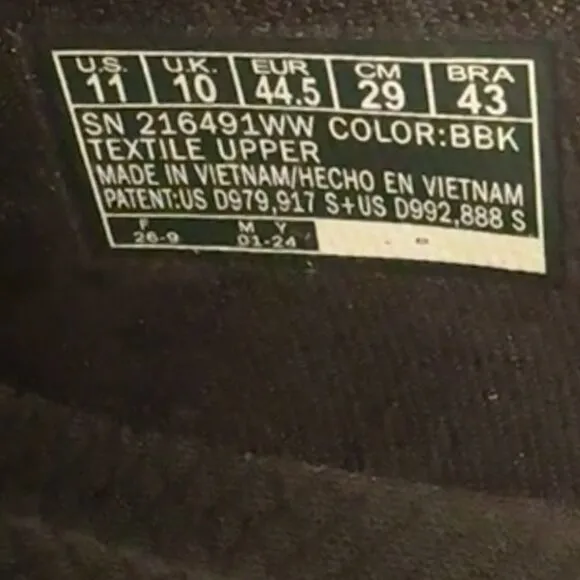 U.S. U.K. EUR CM BRA
11 10 44.5 29 43
SN 216491WW COLOR:BBK
TEXTILE UPPER
MADE IN VIETNAM/HECHO EN VIETNAM
PATENT:US D979,917 S+US D992,888 S
F M Y
26-9 01-24